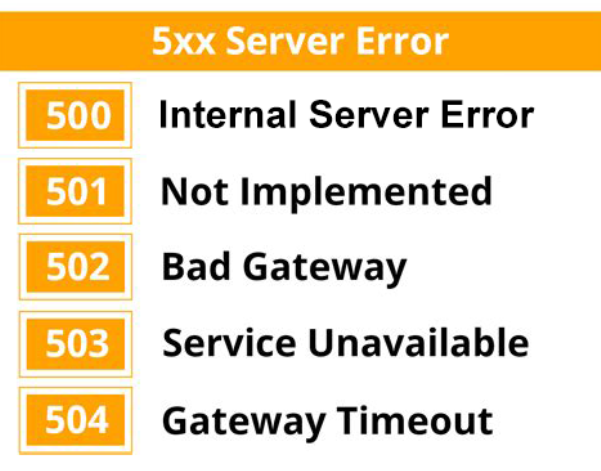 5xx Server Error
500 Internal Server Error
501 Not Implemented
502 Bad Gateway
503 Service Unavailable
504 Gateway Timeout